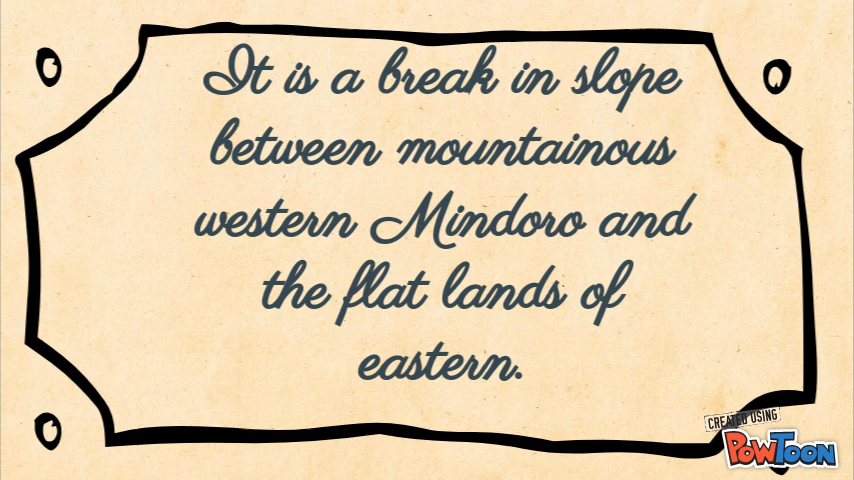 It is a break in slope
between mountainous
western Mindoro and
the flat lands of
eastern.
CREATED USING
POWTOON